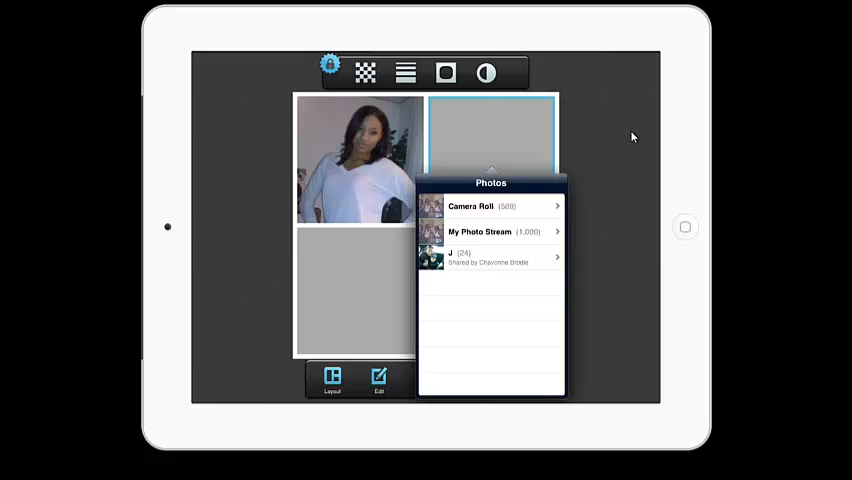 Photos
Camera Roll (509)
My Photo Stream (1,000)
J (24)
Shared by Chavonne Brodie
Layout
Edit